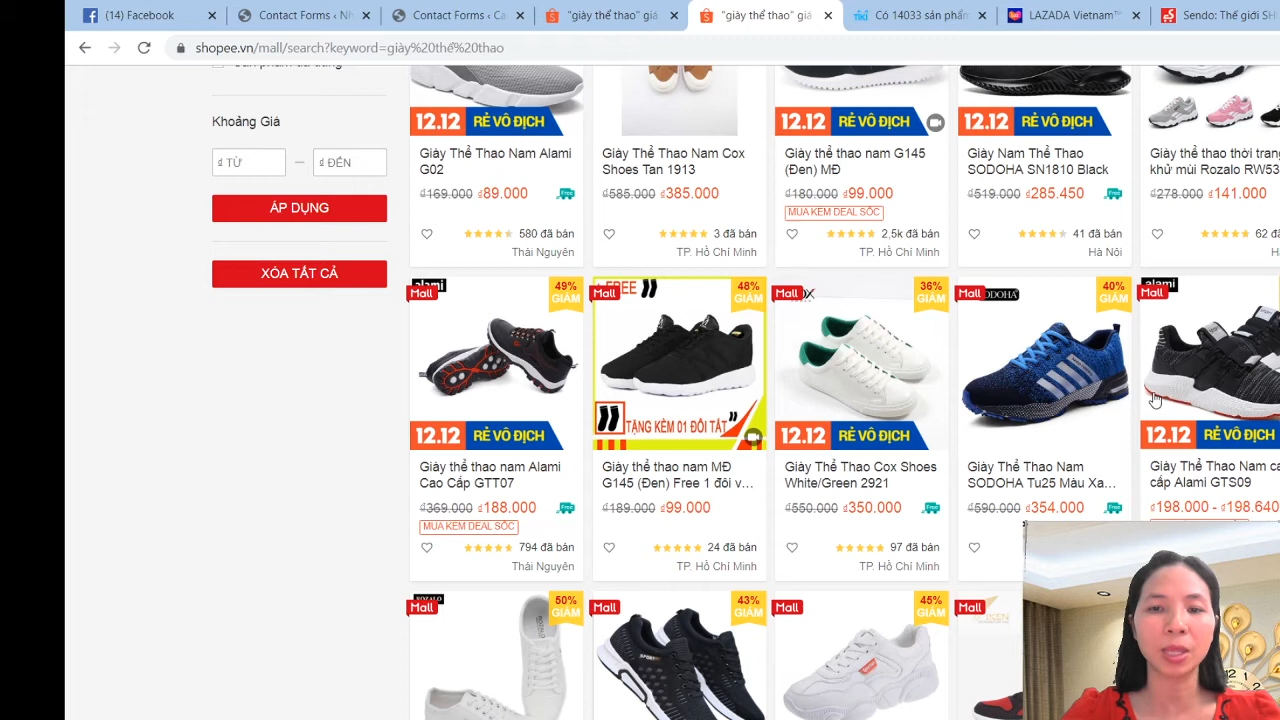 (14) Facebook
Contact Forms ‹ Nh
Contact Forms ‹ Ca
"giày thể thao" giá
"giày thể thao" giá
Có 14033 sản phẩm
LAZADA Vietnam™
Sendo: Thế giới SH
shopee.vn/mall/search?keyword=giày%20thể%20thao
Khoảng Giá
₫ TỪ
₫ ĐẾN
ÁP DỤNG
XÓA TẤT CẢ
12.12 RẺ VÔ ĐỊCH
12.12 RẺ VÔ ĐỊCH
12.12 RẺ VÔ ĐỊCH
Giày Thể Thao Nam Alami
G02
₫169.000 ₫89.000
580 đã bán
Thái Nguyên
Giày Thể Thao Nam Cox
Shoes Tan 1913
₫585.000 ₫385.000
3 đã bán
TP. Hồ Chí Minh
Giày thể thao nam G145
(Đen) MĐ
₫180.000 ₫99.000
MUA KÈM DEAL SỐC
2,5k đã bán
TP. Hồ Chí Minh
Giày Nam Thể Thao
SODOHA SN1810 Black
₫519.000 ₫285.450
41 đã bán
Hà Nội
Giày thể thao thời trang
khử mùi Rozalo RW53
₫278.000 ₫141.000
62 đ
alami
Mall
49%
GIẢM
12.12 RẺ VÔ ĐỊCH
Giày thể thao nam Alami
Cao Cấp GTT07
₫369.000 ₫188.000
MUA KÈM DEAL SỐC
794 đã bán
Thái Nguyên
FREE
Mall
48%
GIẢM
TẶNG KÈM 01 ĐÔI TẤT
Giày thể thao nam MĐ
G145 (Đen) Free 1 đôi v...
₫189.000 ₫99.000
24 đã bán
TP. Hồ Chí Minh
Mall
36%
GIẢM
12.12 RẺ VÔ ĐỊCH
Giày Thể Thao Cox Shoes
White/Green 2921
₫550.000 ₫350.000
97 đã bán
TP. Hồ Chí Minh
SODOHA
Mall
40%
GIẢM
Giày Thể Thao Nam
SODOHA Tu25 Màu Xa...
₫590.000 ₫354.000
alami
Mall
12.12 RẺ VÔ ĐỊCH
Giày Thể Thao Nam ca
cấp Alami GTS09
₫198.000 - ₫198.640
Mall
50%
GIẢM
Mall
43%
GIẢM
Mall
45%
GIẢM
Mall